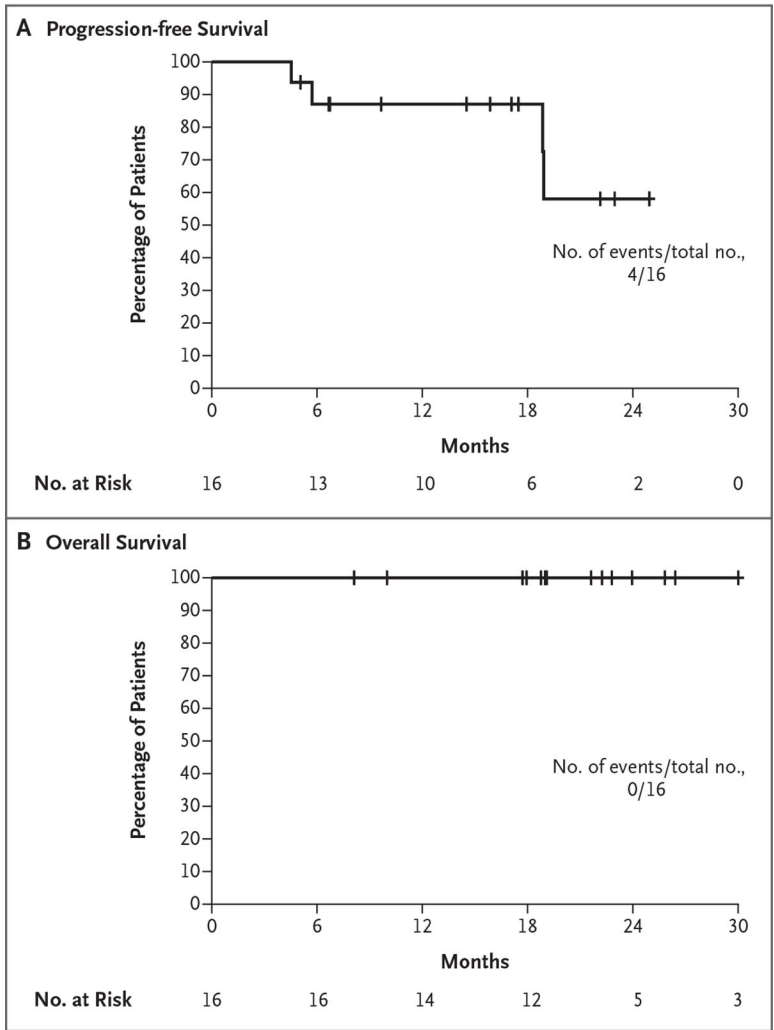 A Progression-free Survival
100
90
80
70
60
50
40
30
20
10
0
Percentage of Patients
No. of events/total no.,
4/16
0 6 12 18 24 30
Months
No. at Risk 16 13 10 6 2 0
B Overall Survival
100
90
80
70
60
50
40
30
20
10
0
Percentage of Patients
No. of events/total no.,
0/16
0 6 12 18 24 30
Months
No. at Risk 16 16 14 12 5 3